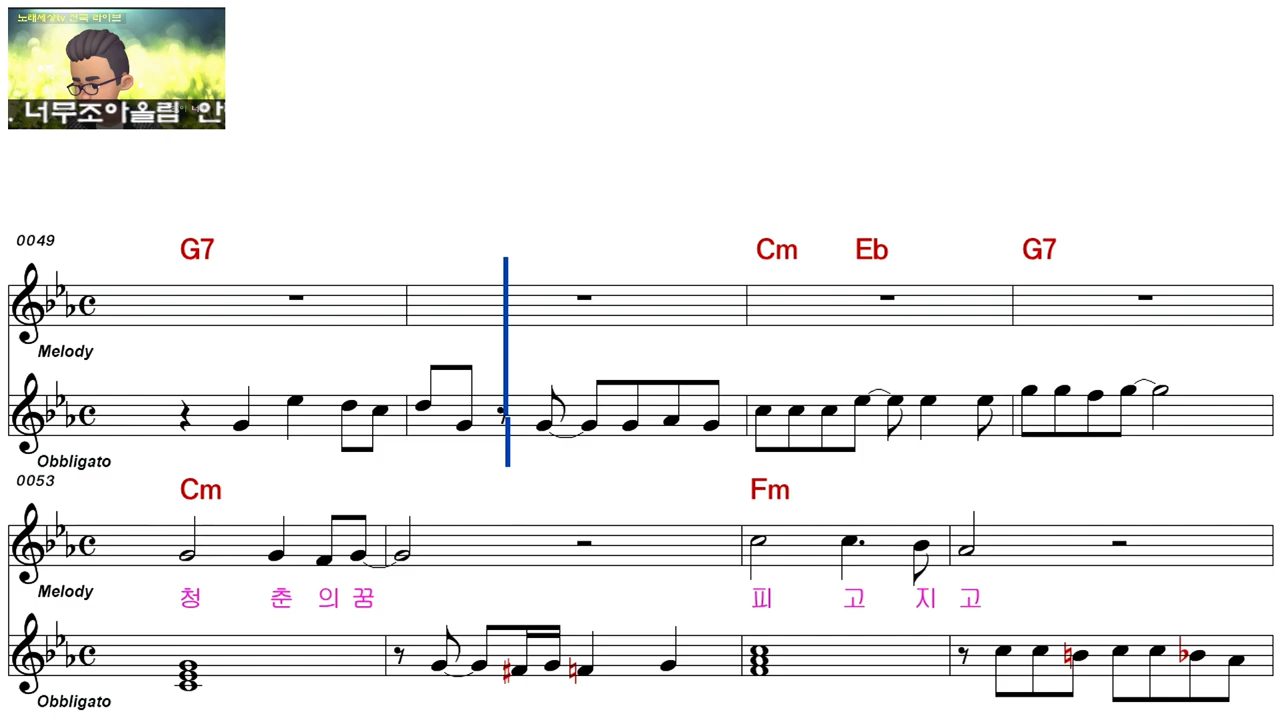 노래세상tv 전국 라이브
. 너무조아올림
0049
G7 Cm Eb G7
Melody
Obbligato
0053
Cm Fm
Melody
청 춘 의 꿈 피 고 지 고
Obbligato